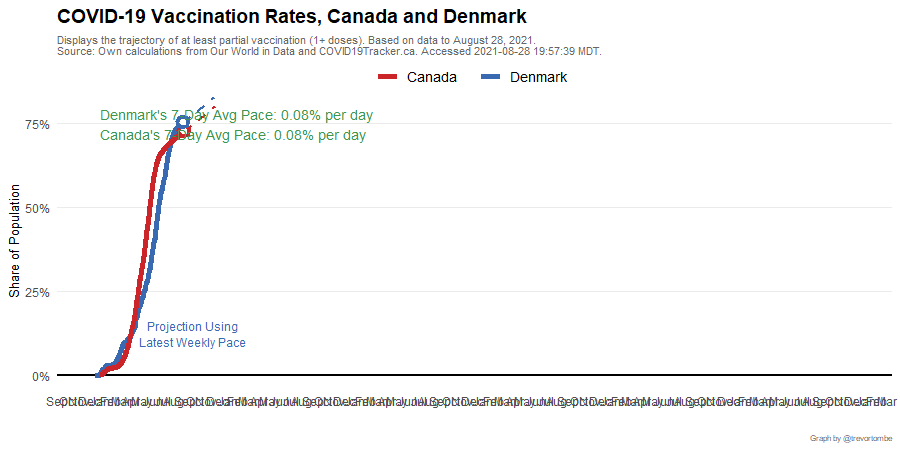 COVID-19 Vaccination Rates, Canada and Denmark
Displays the trajectory of at least partial vaccination (1+ doses). Based on data to August 28, 2021.
Source: Own calculations from Our World in Data and COVID19Tracker.ca. Accessed 2021-08-28 19:57:39 MDT.
Canada Denmark
Denmark's 7-Day Avg Pace: 0.08% per day
Canada's 7-Day Avg Pace: 0.08% per day
75%
50%
25%
0%
Share of Population
Projection Using
Latest Weekly Pace
Graph by @trevortombe